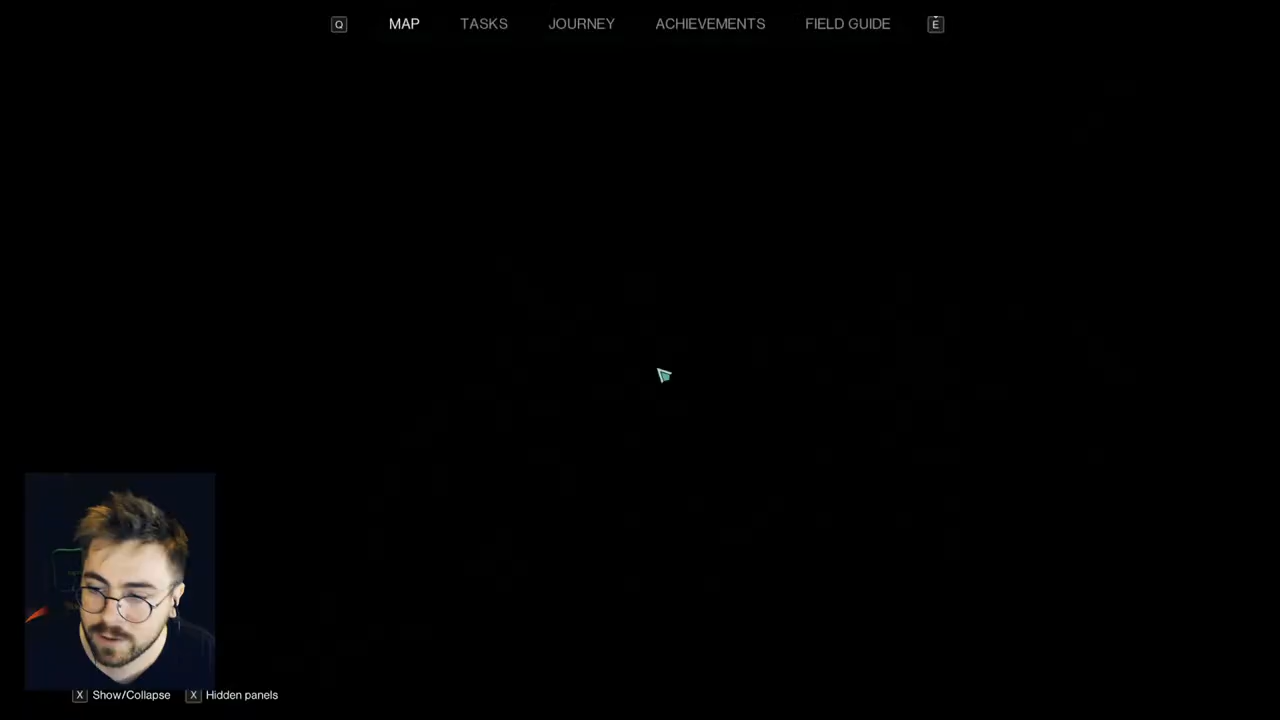 Q MAP TASKS JOURNEY ACHIEVEMENTS FIELD GUIDE E
X Show/Collapse X Hidden panels